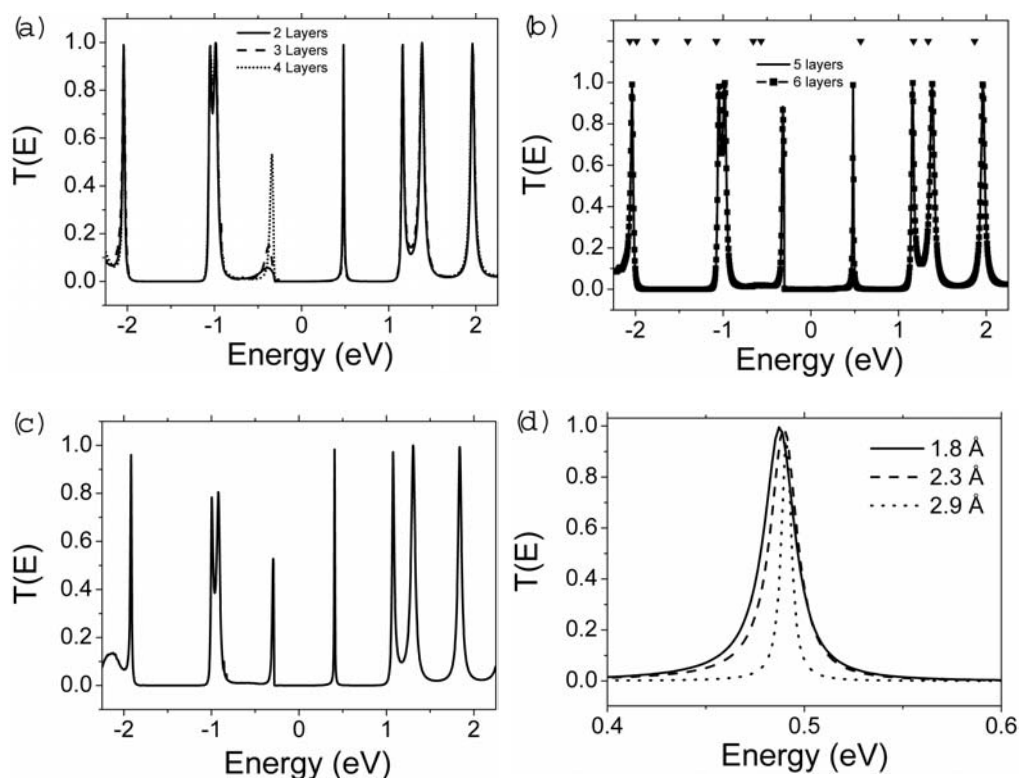 (a)
2 Layers
3 Layers
4 Layers
T(E)
1.0
0.8
0.6
0.4
0.2
0.0
-2 -1 0 1 2
Energy (eV)
(b)
5 layers
6 layers
T(E)
1.0
0.8
0.6
0.4
0.2
0.0
-2 -1 0 1 2
Energy (eV)
(c)
T(E)
1.0
0.8
0.6
0.4
0.2
0.0
-2 -1 0 1 2
Energy (eV)
(d)
1.8 Å
2.3 Å
2.9 Å
T(E)
1.0
0.8
0.6
0.4
0.2
0.0
0.4 0.5 0.6
Energy (eV)